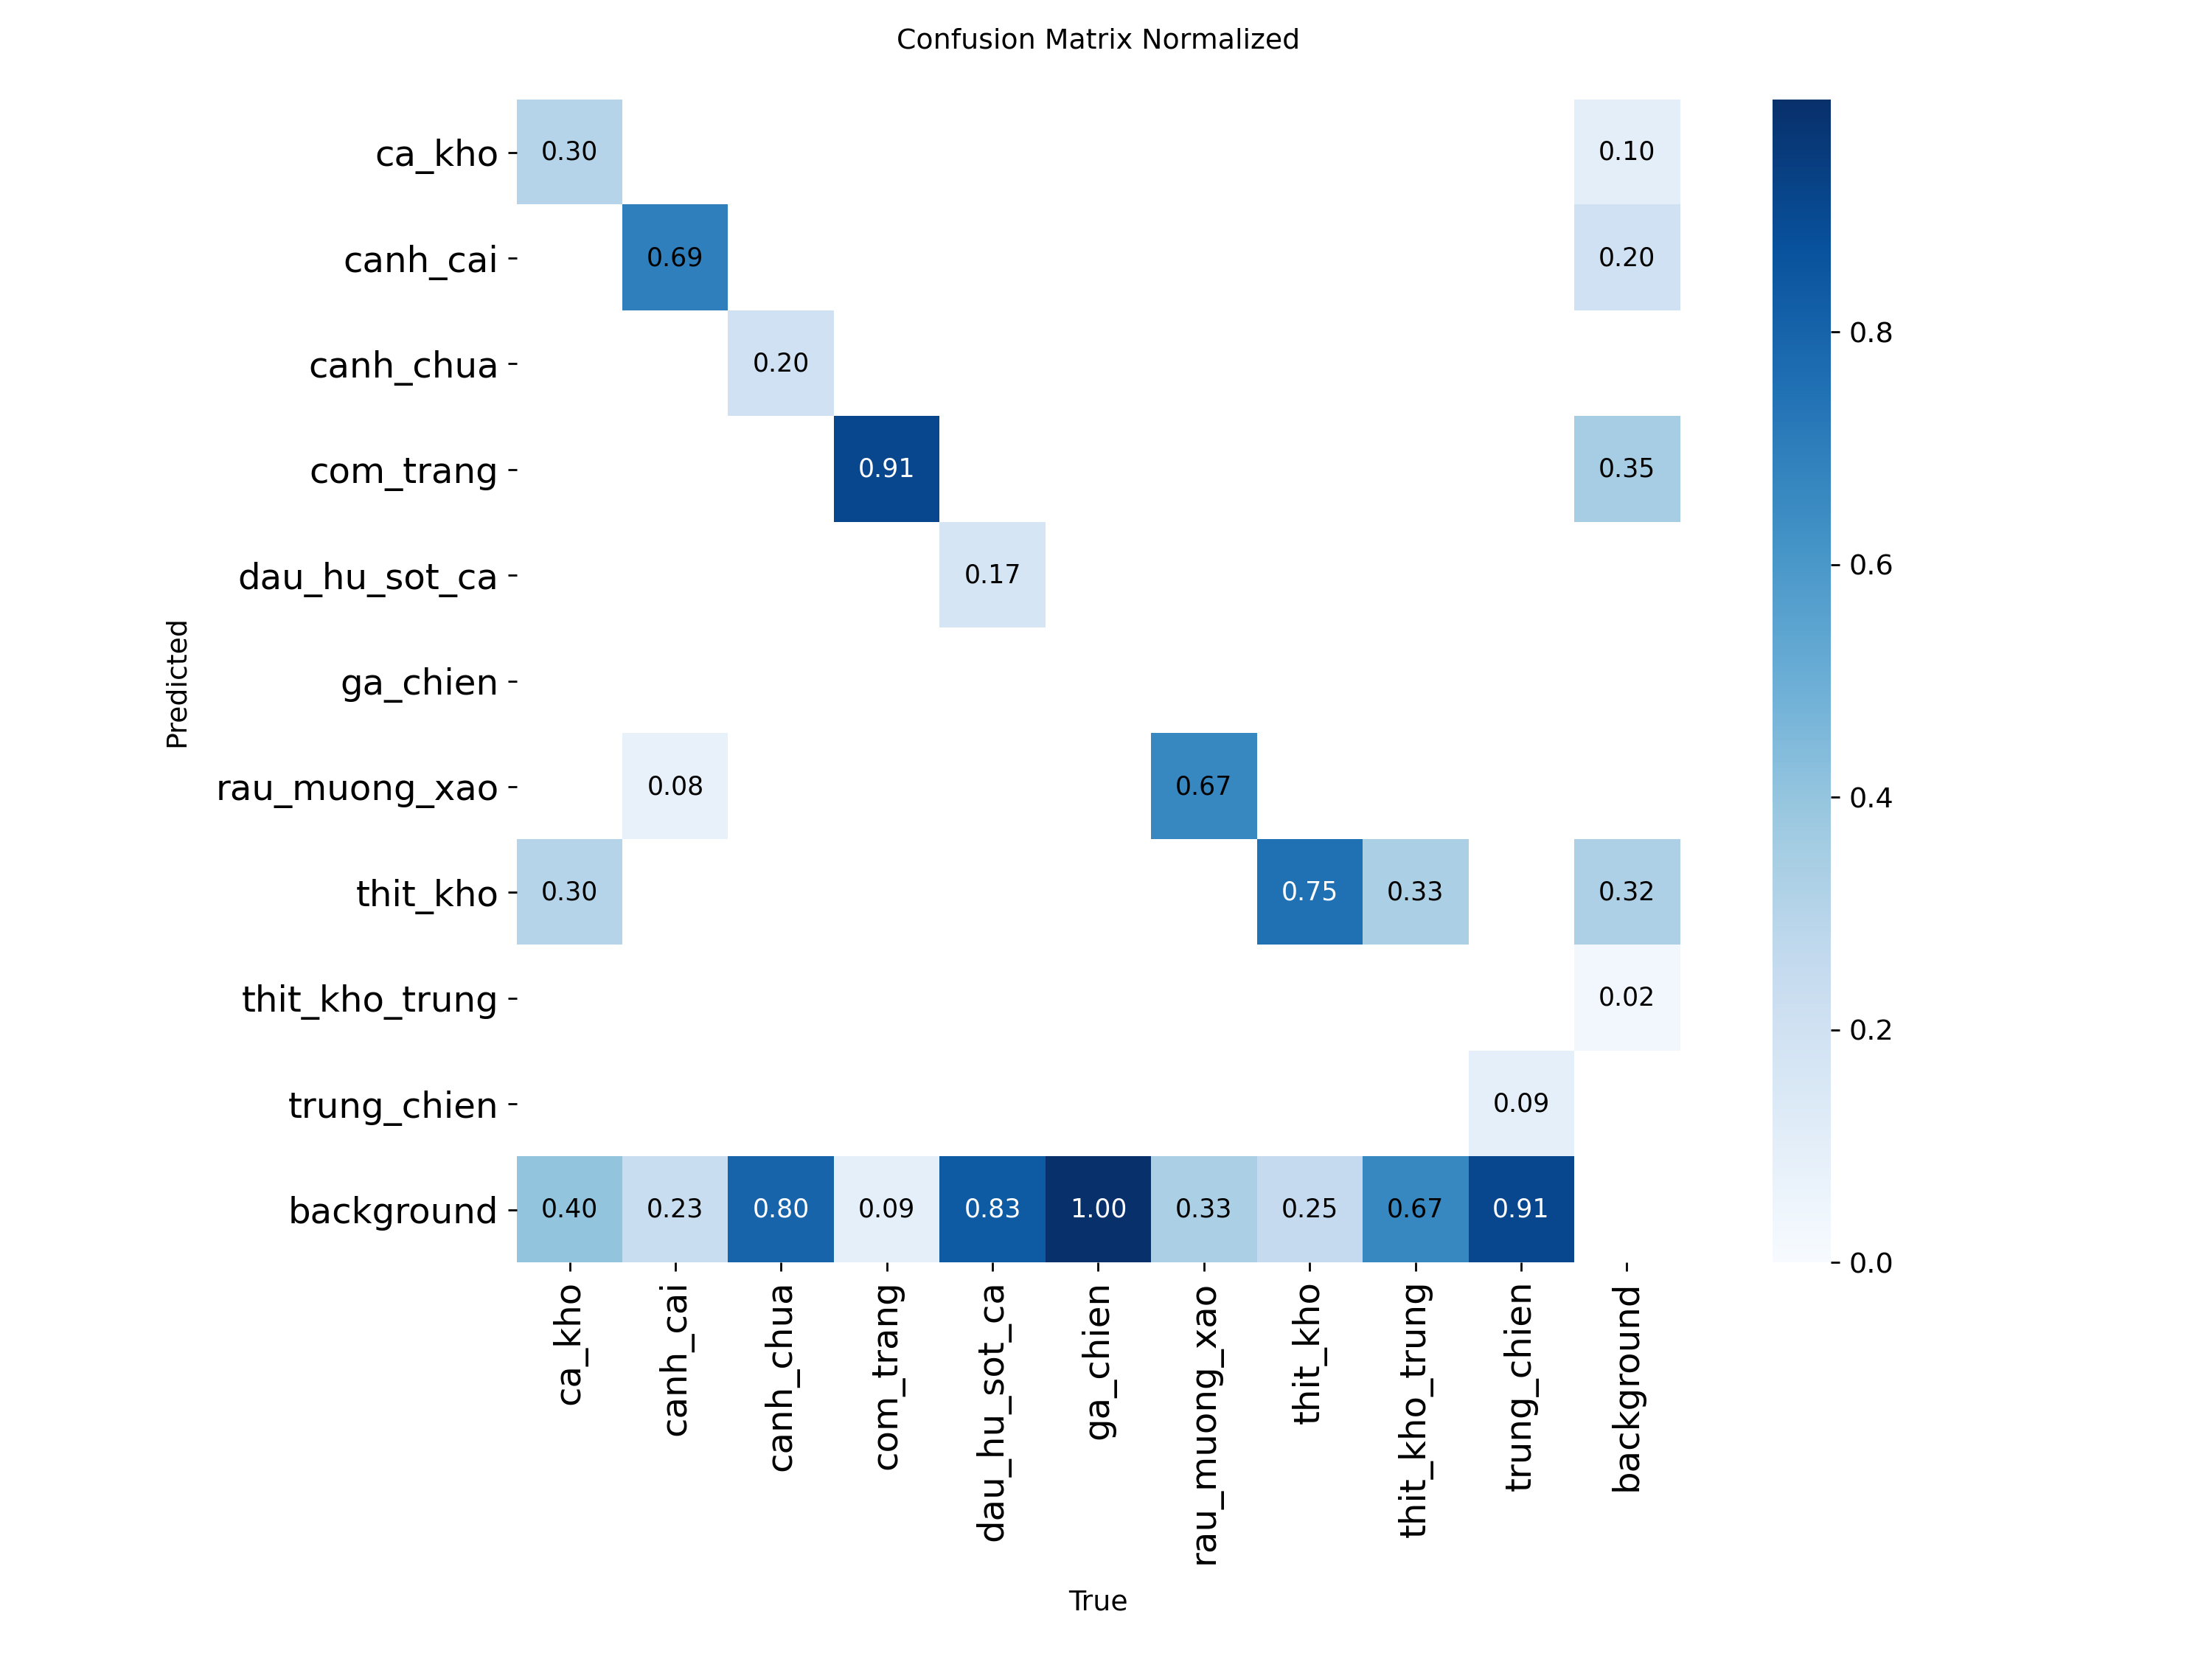 Confusion Matrix Normalized
ca_kho 0.30 0.10
canh_cai 0.69 0.20
canh_chua 0.20
com_trang 0.91 0.35
dau_hu_sot_ca 0.17
ga_chien
rau_muong_xao 0.08 0.67
thit_kho 0.30 0.75 0.33 0.32
thit_kho_trung 0.02
trung_chien 0.09
background 0.40 0.23 0.80 0.09 0.83 1.00 0.33 0.25 0.67 0.91
Predicted
ca_kho
canh_cai
canh_chua
com_trang
dau_hu_sot_ca
ga_chien
rau_muong_xao
thit_kho
thit_kho_trung
trung_chien
background
True
0.8
0.6
0.4
0.2
0.0